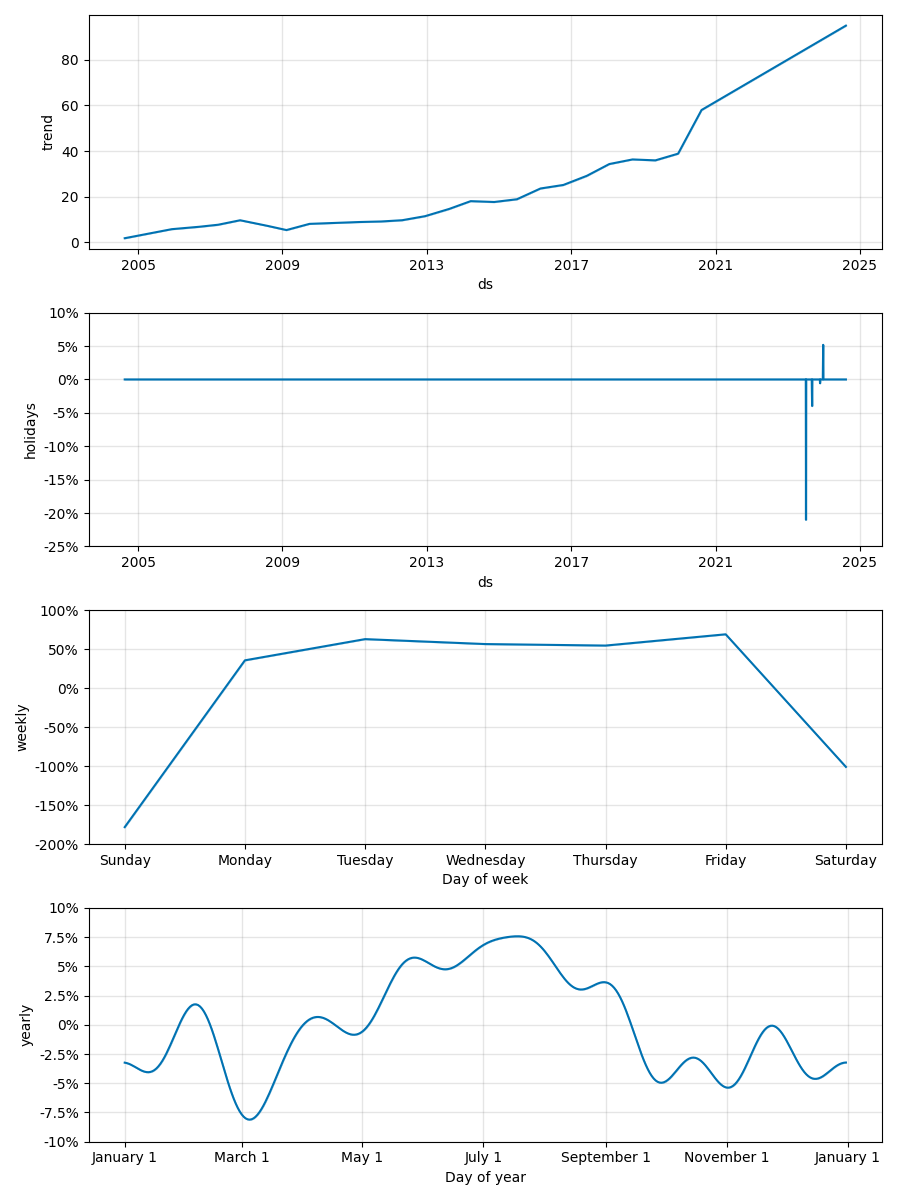 80
60
40
20
0
trend
2005 2009 2013 2017 2021 2025
ds
10%
5%
0%
-5%
-10%
-15%
-20%
-25%
holidays
2005 2009 2013 2017 2021 2025
ds
100%
50%
0%
-50%
-100%
-150%
-200%
weekly
Sunday Monday Tuesday Wednesday Thursday Friday Saturday
Day of week
10%
7.5%
5%
2.5%
0%
-2.5%
-5%
-7.5%
-10%
yearly
January 1 March 1 May 1 July 1 September 1 November 1 January 1
Day of year